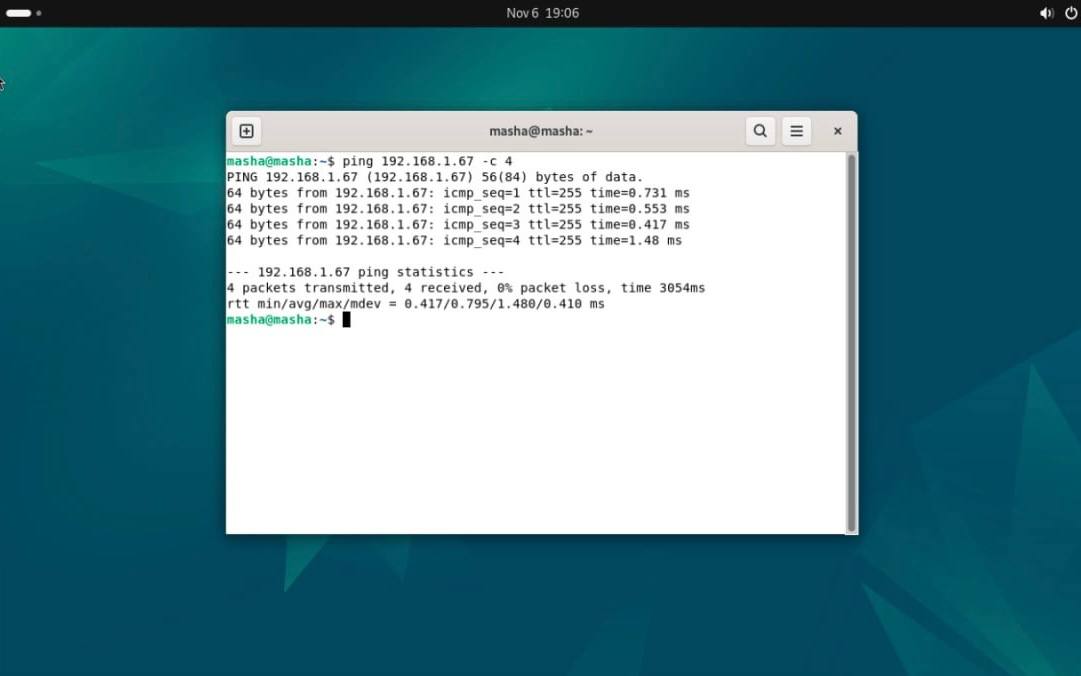 Nov 6 19:06
masha@masha: ~
masha@masha:~$ ping 192.168.1.67 -c 4
PING 192.168.1.67 (192.168.1.67) 56(84) bytes of data.
64 bytes from 192.168.1.67: icmp_seq=1 ttl=255 time=0.731 ms
64 bytes from 192.168.1.67: icmp_seq=2 ttl=255 time=0.553 ms
64 bytes from 192.168.1.67: icmp_seq=3 ttl=255 time=0.417 ms
64 bytes from 192.168.1.67: icmp_seq=4 ttl=255 time=1.48 ms
--- 192.168.1.67 ping statistics ---
4 packets transmitted, 4 received, 0% packet loss, time 3054ms
rtt min/avg/max/mdev = 0.417/0.795/1.480/0.410 ms
masha@masha:~$